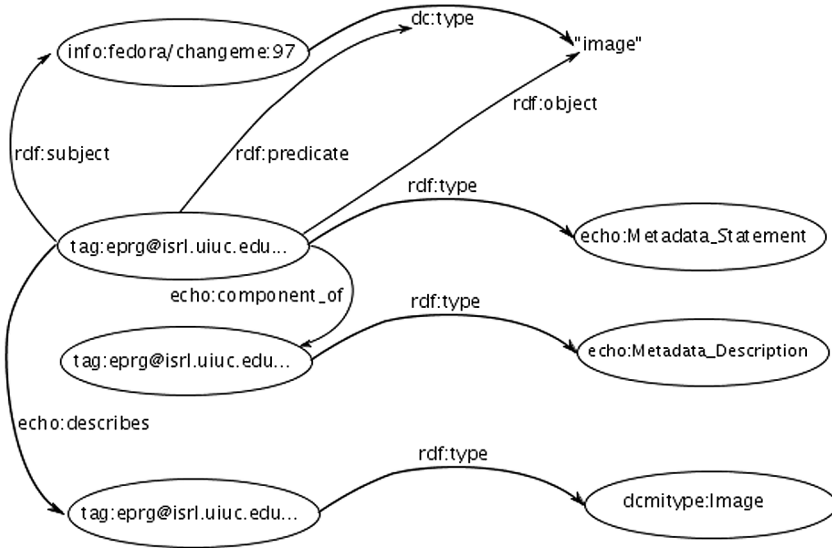 dc:type
info:fedora/changeme:97
"image"
rdf:object
rdf:subject
rdf:predicate
rdf:type
tag:eprg@isrl.uiuc.edu...
echo:Metadata_Statement
echo:component_of
rdf:type
tag:eprg@isrl.uiuc.edu...
echo:Metadata_Description
echo:describes
rdf:type
tag:eprg@isrl.uiuc.edu...
dcmitype:Image